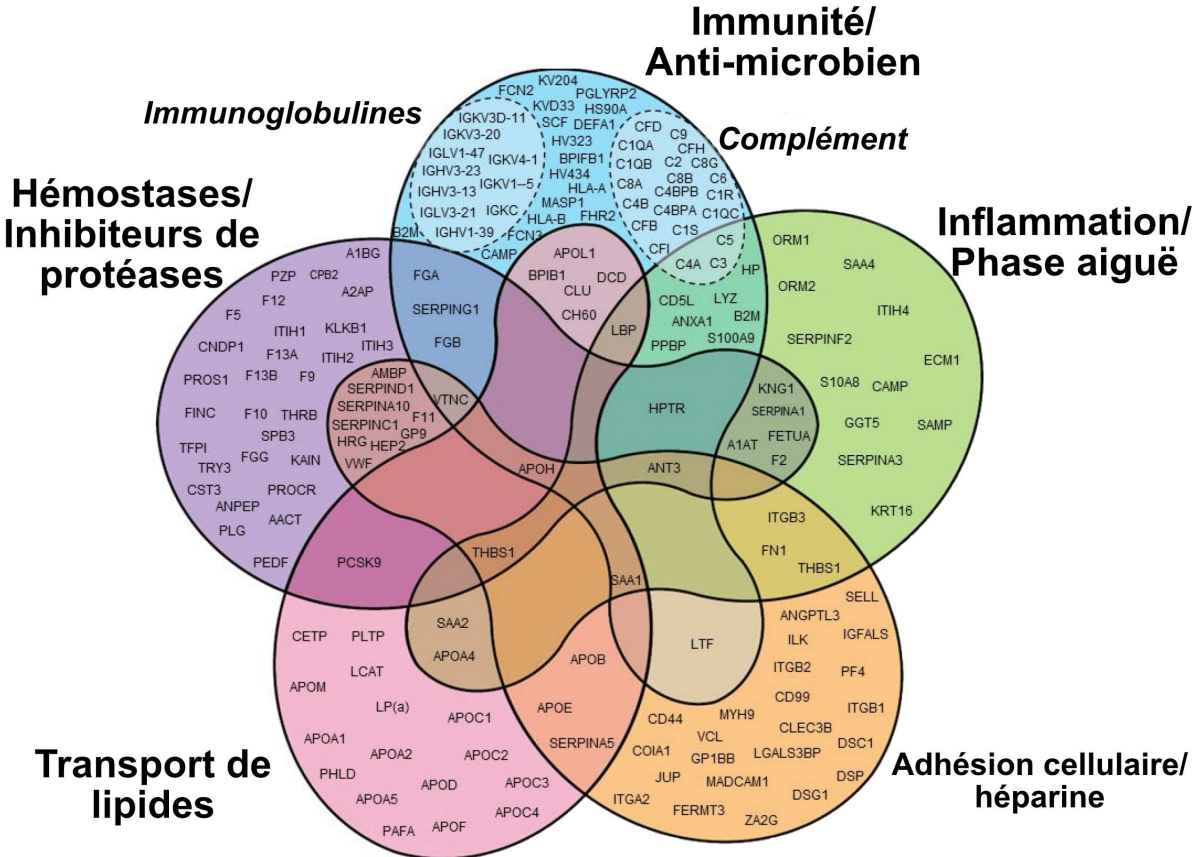 Immunité/
Anti-microbien
Immunoglobulines
Complément
Hémostases/
Inhibiteurs de
protéases
Inflammation/
Phase aiguë
Transport de
lipides
Adhésion cellulaire/
héparine
KV204
FCN2
PGLYRP2
KVD33
HS90A
SCF
DEFA1
HV323
BPIFB1
HV434
HLA-A
MASP1
HLA-B
FHR2
FCN3
CAMP
B2M
IGKV3D-11
IGKV3-20
IGLV1-47
IGKV4-1
IGHV3-23
IGKV1--5
IGHV3-13
IGLV3-21
IGKC
IGHV1-39
CFD
C9
C1QA
CFH
C1QB
C2
C8G
C8A
C8B
C6
C4BPB
C1R
C4B
C4BPA
C1QC
CFB
C1S
CFI
C5
C4A
C3
HP
APOL1
BPIB1
DCD
CLU
CH60
LBP
CD5L
LYZ
ANXA1
B2M
PPBP
S100A9
FGA
SERPING1
FGB
A1BG
PZP
CPB2
A2AP
F12
F5
ITIH1
KLKB1
CNDP1
F13A
ITIH2
ITIH3
PROS1
F13B
F9
FINC
F10
THRB
SPB3
TFPI
FGG
KAIN
TRY3
CST3
PROCR
ANPEP
AACT
PLG
PEDF
AMBP
SERPIND1
SERPINA10
SERPINC1
F11
GP9
HRG
HEP2
VWF
VTNC
APOH
HPTR
ANT3
KNG1
SERPINA1
A1AT
FETUA
F2
ORM1
SAA4
ORM2
ITIH4
SERPINF2
ECM1
S10A8
CAMP
GGT5
SAMP
SERPINA3
KRT16
ITGB3
FN1
THBS1
PCSK9
THBS1
SAA1
SAA2
APOA4
LTF
APOB
APOE
SERPINA5
CETP
PLTP
LCAT
APOM
LP(a)
APOC1
APOA1
APOA2
APOC2
PHLD
APOD
APOC3
APOA5
APOC4
PAFA
APOF
SELL
ANGPTL3
ILK
IGFALS
ITGB2
PF4
CD99
ITGB1
CD44
MYH9
CLEC3B
VCL
COIA1
GP1BB
LGALS3BP
DSC1
JUP
MADCAM1
DSP
ITGA2
DSG1
FERMT3
ZA2G